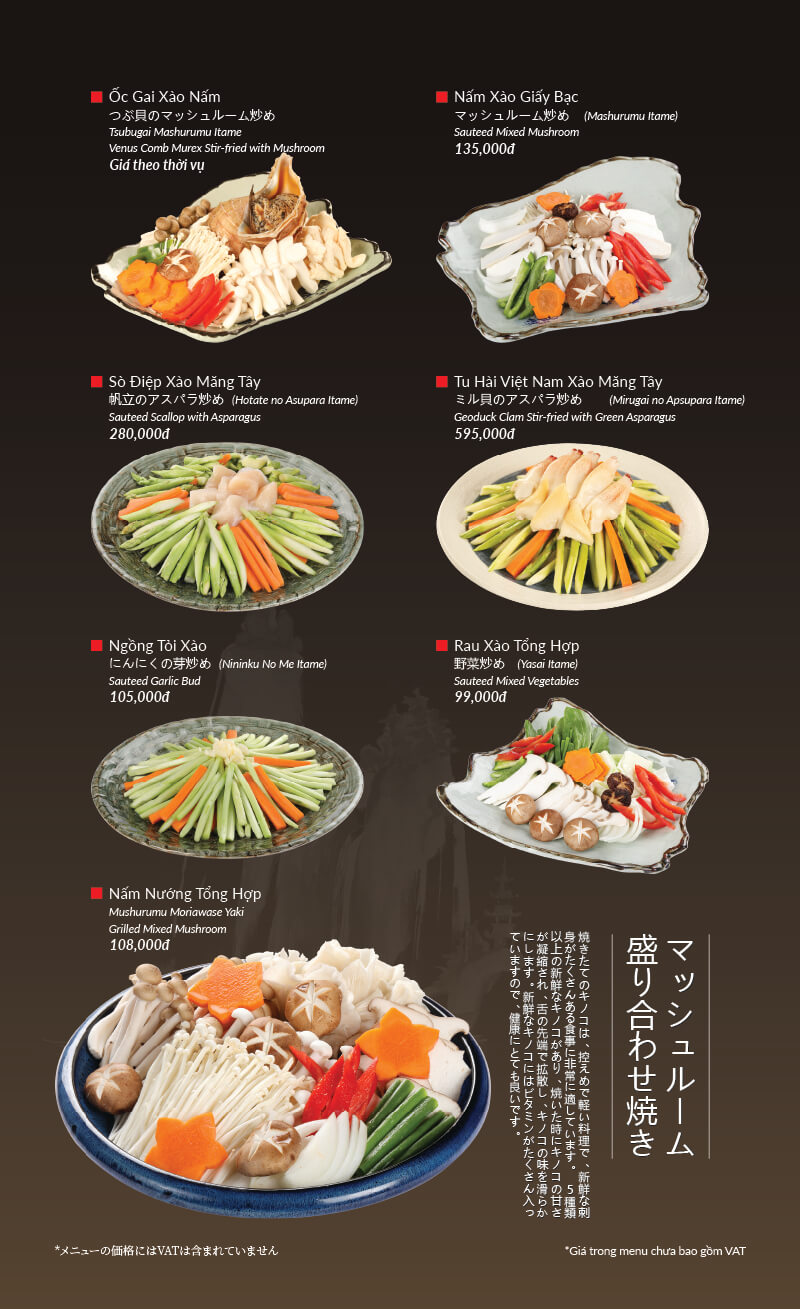 Ốc Gai Xào Nấm
つぶ貝のマッシュルーム炒め
Tsubugai Mashurumu Itame
Venus Comb Murex Stir-fried with Mushroom
Giá theo thời vụ
Nấm Xào Giấy Bạc
マッシュルーム炒め (Mashurumu Itame)
Sauteed Mixed Mushroom
135,000đ
Sò Điệp Xào Măng Tây
帆立のアスパラ炒め (Hotate no Asupara Itame)
Sauteed Scallop with Asparagus
280,000đ
Tu Hài Việt Nam Xào Măng Tây
ミル貝のアスパラ炒め (Mirugai no Apsupara Itame)
Geoduck Clam Stir-fried with Green Asparagus
595,000đ
Ngồng Tỏi Xào
にんにくの芽炒め (Nininku No Me Itame)
Sauteed Garlic Bud
105,000đ
Rau Xào Tổng Hợp
野菜炒め (Yasai Itame)
Sauteed Mixed Vegetables
99,000đ
Nấm Nướng Tổng Hợp
Mushurumu Moriawase Yaki
Grilled Mixed Mushroom
108,000đ
マッシュルーム
盛り合わせ焼き
焼きたてのキノコは、控えめで軽い料理で、新鮮な刺
身がたくさんある食事に非常に適しています。5種類
以上の新鮮なキノコがあり、焼いた時にキノコの甘さ
が凝縮され、舌の先端で拡散し、キノコの味を滑らか
にします。新鮮なキノコにはビタミンがたくさん入っ
ていますので、健康にとても良いです。
*メニューの価格にはVATは含まれていません
*Giá trong menu chưa bao gồm VAT